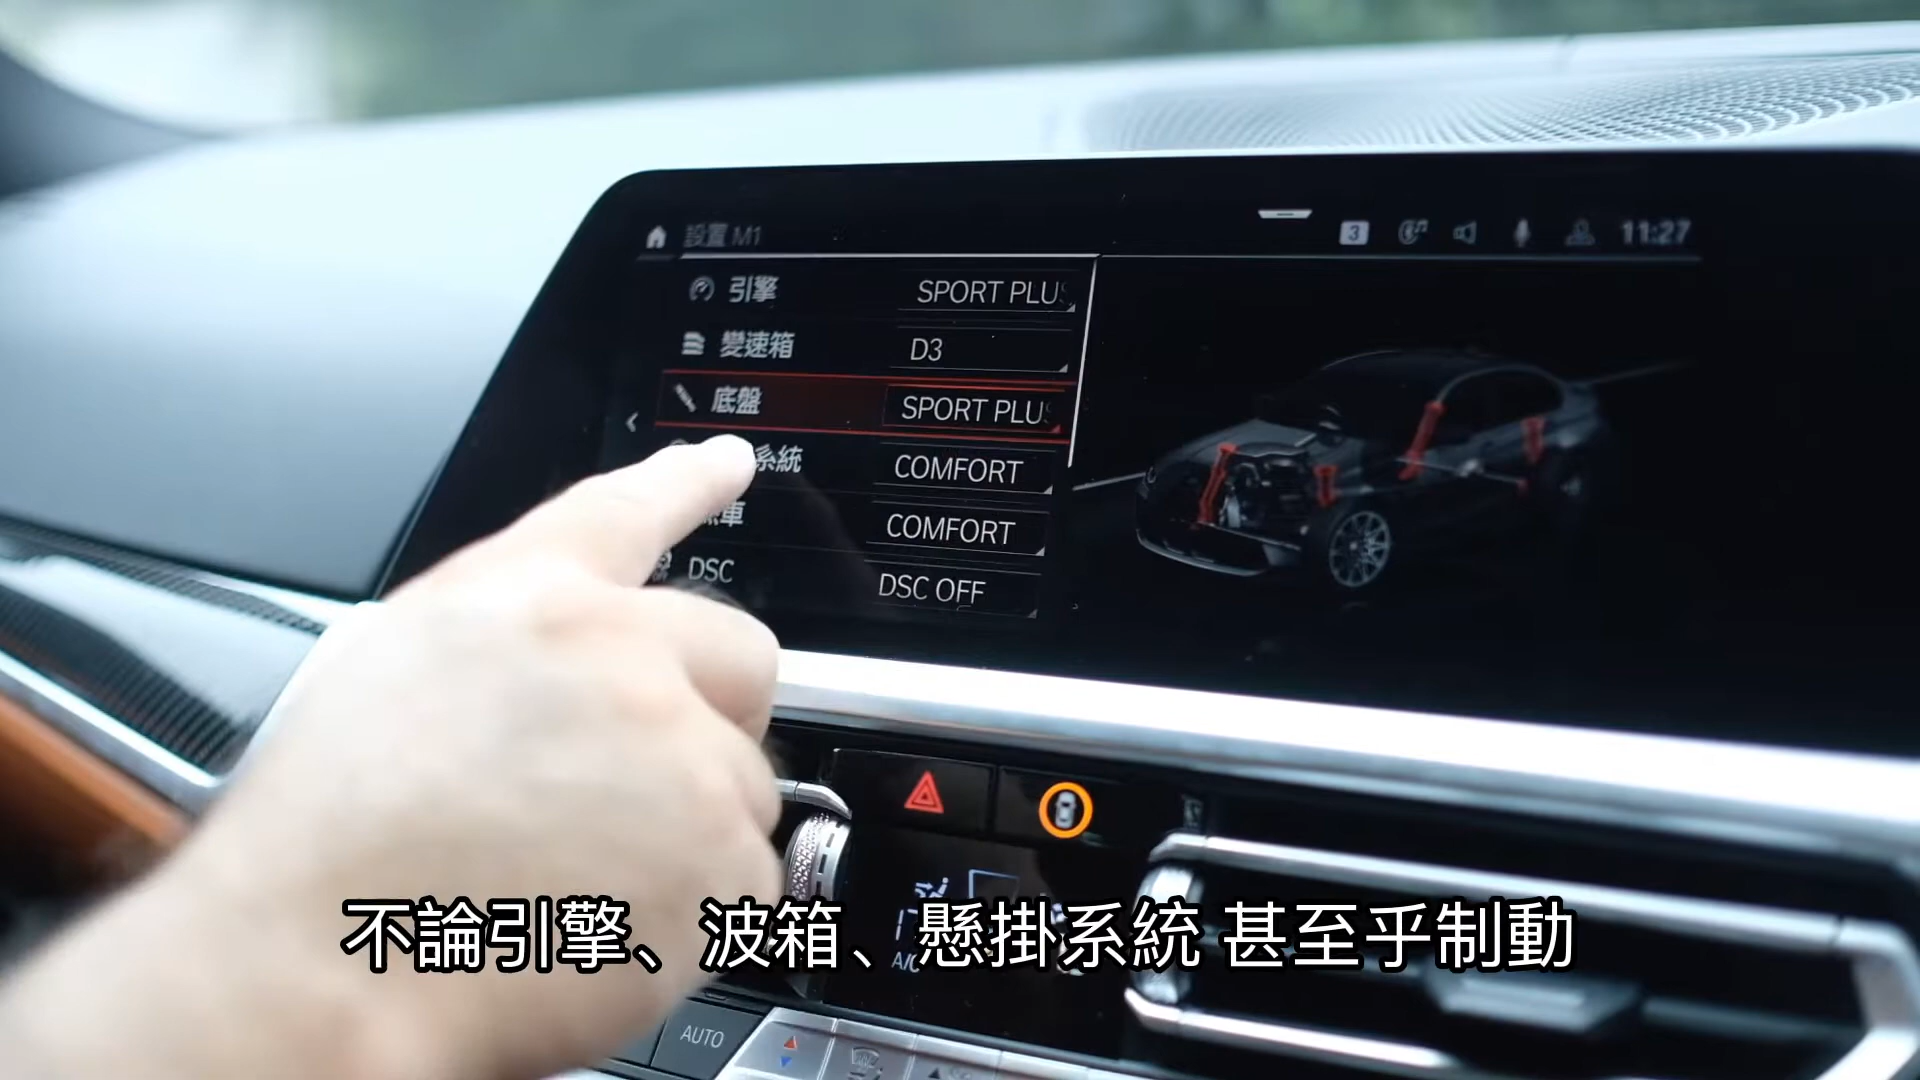 設置 M1
3
11:27
引擎 SPORT PLUS
變速箱 D3
底盤 SPORT PLUS
系統 COMFORT
車 COMFORT
DSC DSC OFF
不論引擎、波箱、懸掛系統 甚至乎制動
A/C
AUTO